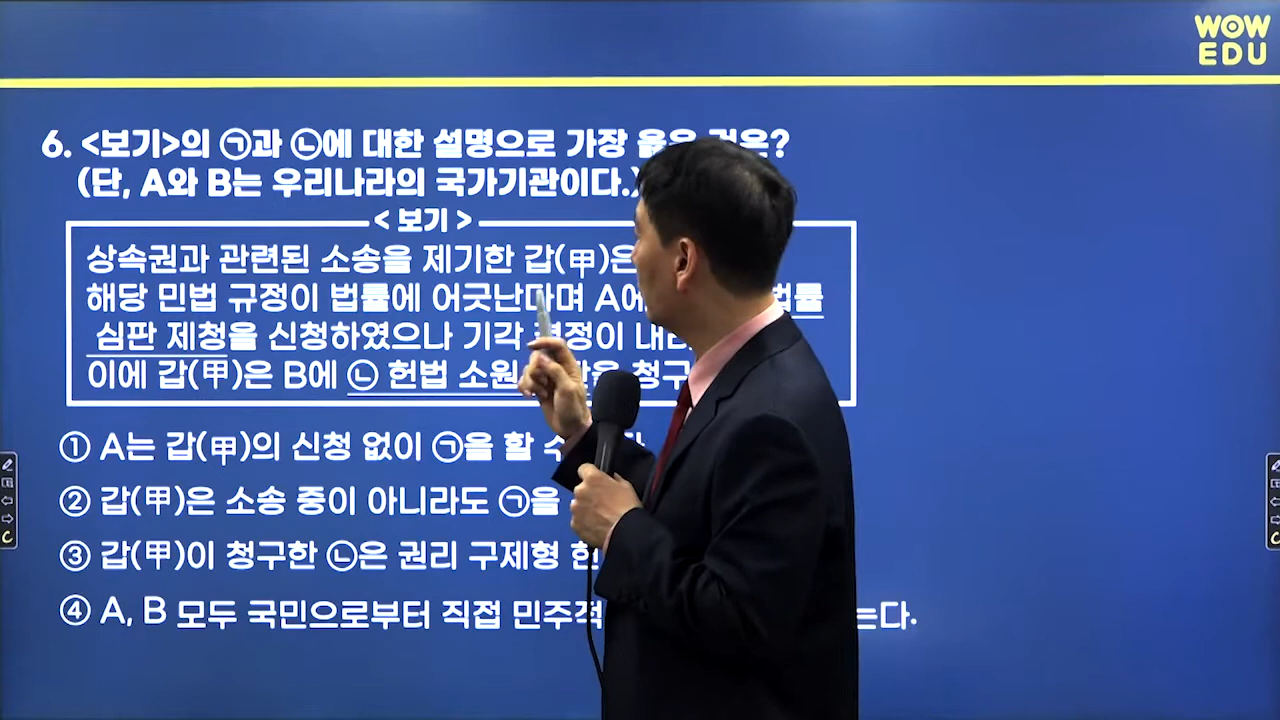 WOW
EDU
6. <보기>의 ㉠과 ㉡에 대한 설명으로 가장
(단, A와 B는 우리나라의 국가기관이다.)
< 보기 >
상속권과 관련된 소송을 제기한 갑(甲)은
해당 민법 규정이 법률에 어긋난다며 A에 법률
심판 제청을 신청하였으나 기각 결정이
이에 갑(甲)은 B에 ㉡ 헌법 소원
① A는 갑(甲)의 신청 없이 ㉠을 할
② 갑(甲)은 소송 중이 아니라도 ㉠을
③ 갑(甲)이 청구한 ㉡은 권리 구제형
④ A, B 모두 국민으로부터 직접 민주적